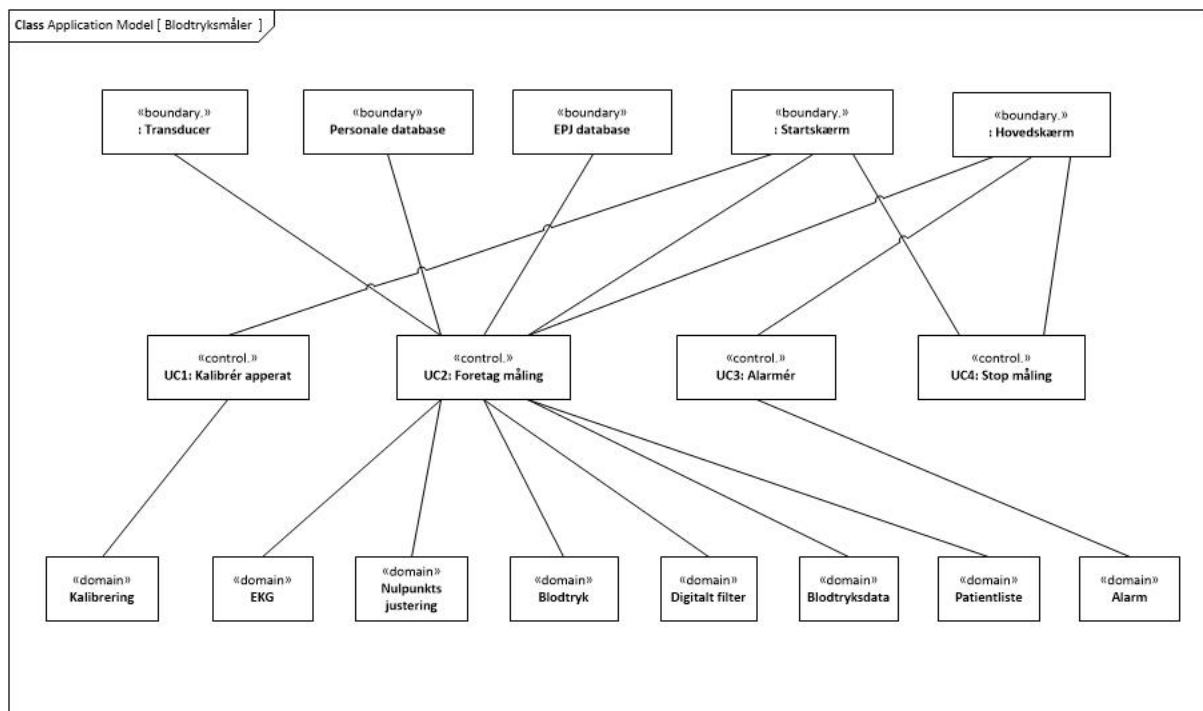 Class Application Model [ Blodtryksmåler ]
«boundary.»
: Transducer
«boundary»
Personale database
«boundary»
EPJ database
«boundary.»
: Startskærm
«boundary.»
: Hovedskærm
«control.»
UC1: Kalibrér apperat
«control.»
UC2: Foretag måling
«control.»
UC3: Alarmér
«control.»
UC4: Stop måling
«domain»
Kalibrering
«domain»
EKG
«domain»
Nulpunkts
justering
«domain»
Blodtryk
«domain»
Digitalt filter
«domain»
Blodtryksdata
«domain»
Patientliste
«domain»
Alarm